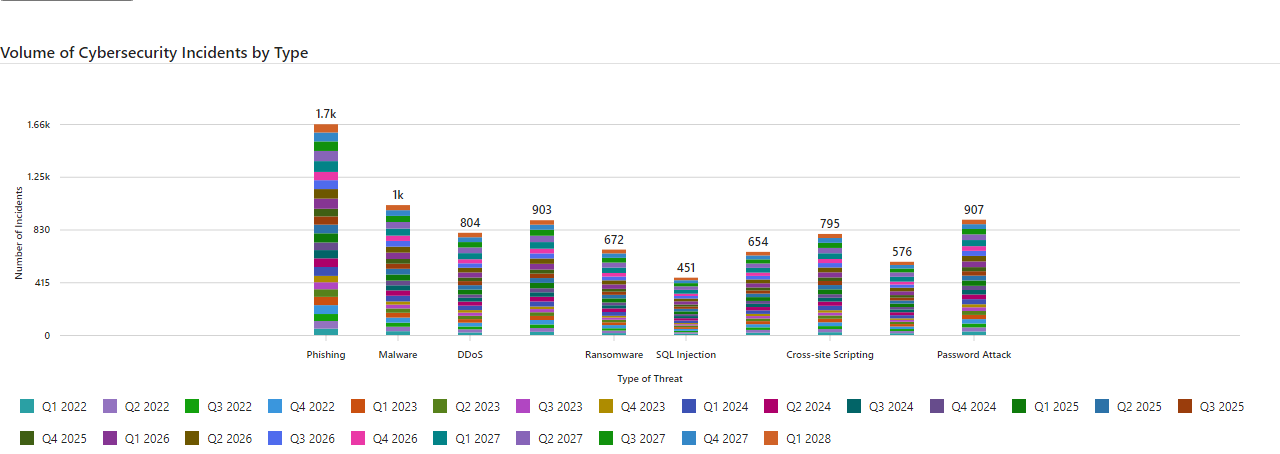 Volume of Cybersecurity Incidents by Type
1.7k
1.66k
1k
1.25k
804
903
672
451
654
795
576
907
830
415
0
Number of Incidents
Phishing
Malware
DDoS
Ransomware
SQL Injection
Cross-site Scripting
Password Attack
Type of Threat
Q1 2022 Q2 2022 Q3 2022 Q4 2022 Q1 2023 Q2 2023 Q3 2023 Q4 2023 Q1 2024 Q2 2024 Q3 2024 Q4 2024 Q1 2025 Q2 2025 Q3 2025
Q4 2025 Q1 2026 Q2 2026 Q3 2026 Q4 2026 Q1 2027 Q2 2027 Q3 2027 Q4 2027 Q1 2028